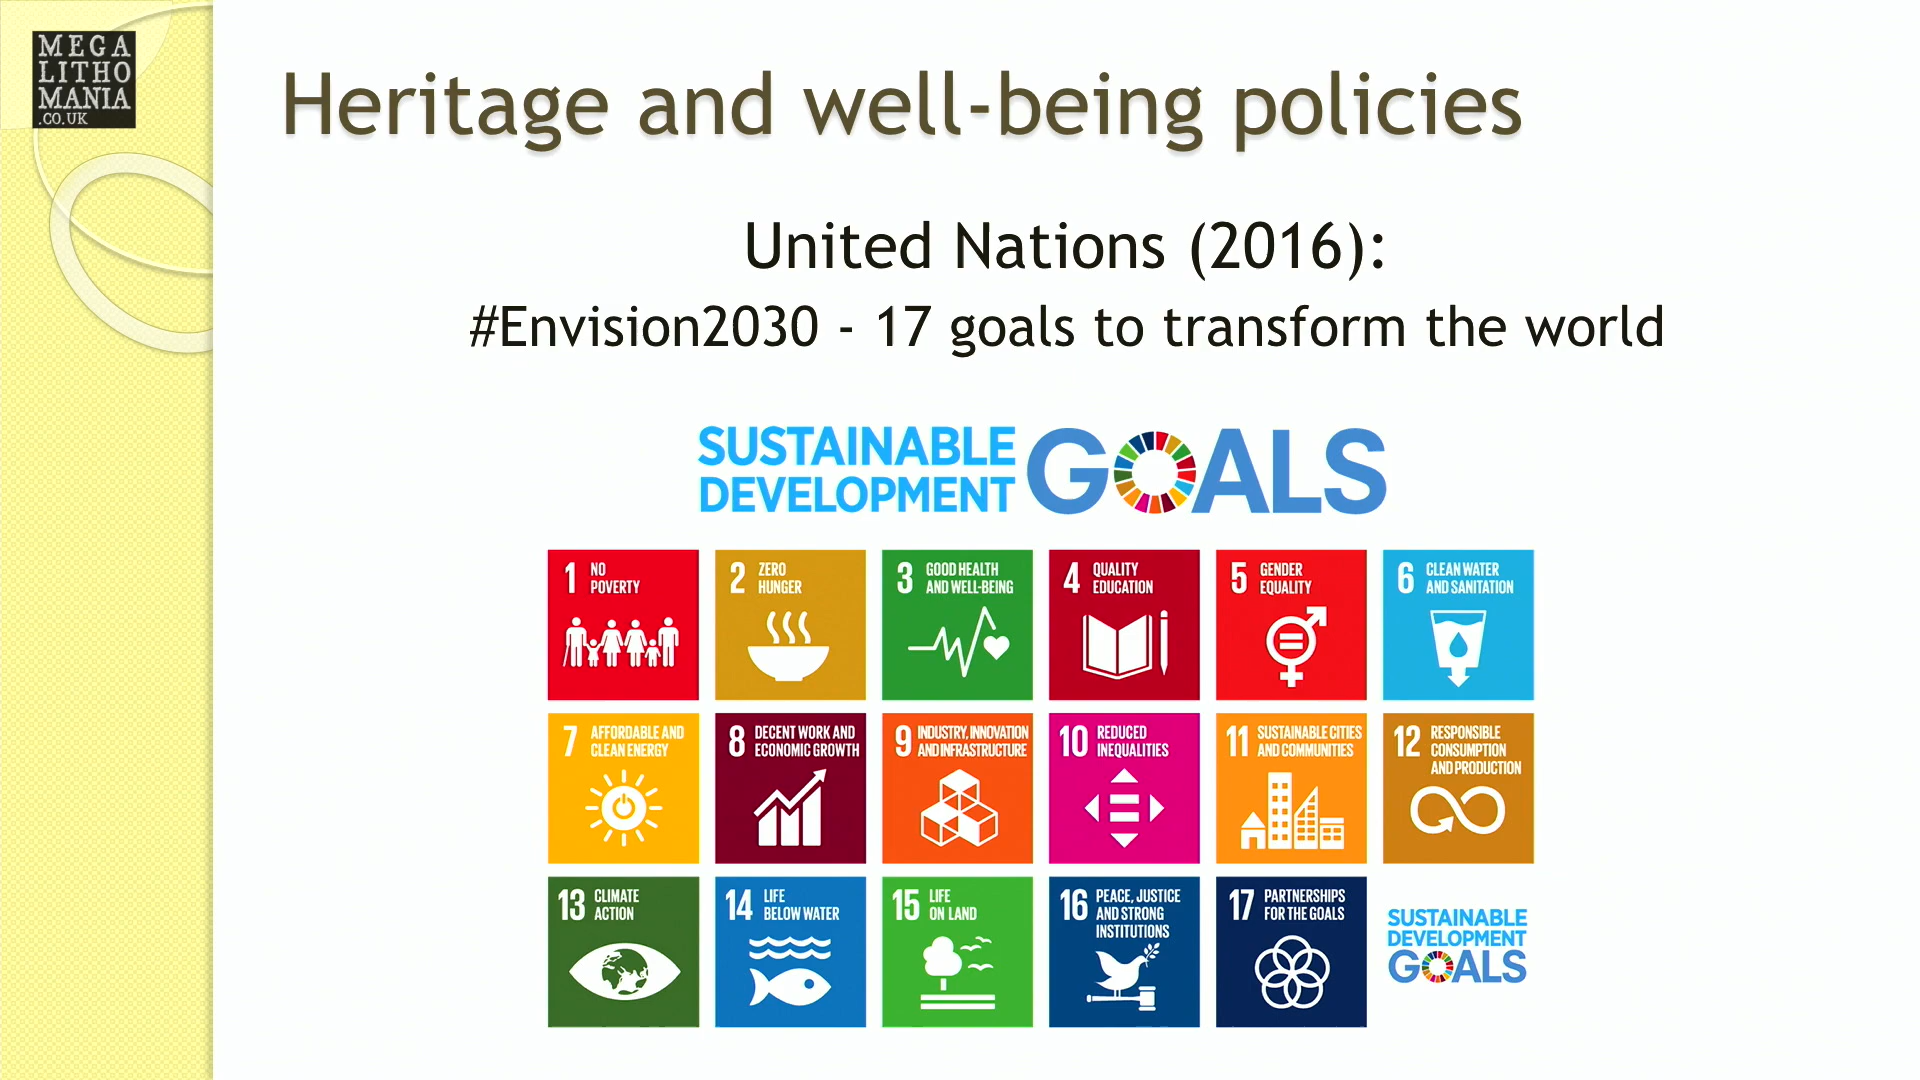 MEGA
LITHO
MANIA
.CO.UK
Heritage and well-being policies
United Nations (2016):
#Envision2030 - 17 goals to transform the world
SUSTAINABLE
DEVELOPMENT
GOALS
1 NO
POVERTY
2 ZERO
HUNGER
3 GOOD HEALTH
AND WELL-BEING
4 QUALITY
EDUCATION
5 GENDER
EQUALITY
6 CLEAN WATER
AND SANITATION
7 AFFORDABLE AND
CLEAN ENERGY
8 DECENT WORK AND
ECONOMIC GROWTH
9 INDUSTRY, INNOVATION
AND INFRASTRUCTURE
10 REDUCED
INEQUALITIES
11 SUSTAINABLE CITIES
AND COMMUNITIES
12 RESPONSIBLE
CONSUMPTION
AND PRODUCTION
13 CLIMATE
ACTION
14 LIFE
BELOW WATER
15 LIFE
ON LAND
16 PEACE, JUSTICE
AND STRONG
INSTITUTIONS
17 PARTNERSHIPS
FOR THE GOALS
SUSTAINABLE
DEVELOPMENT
GOALS